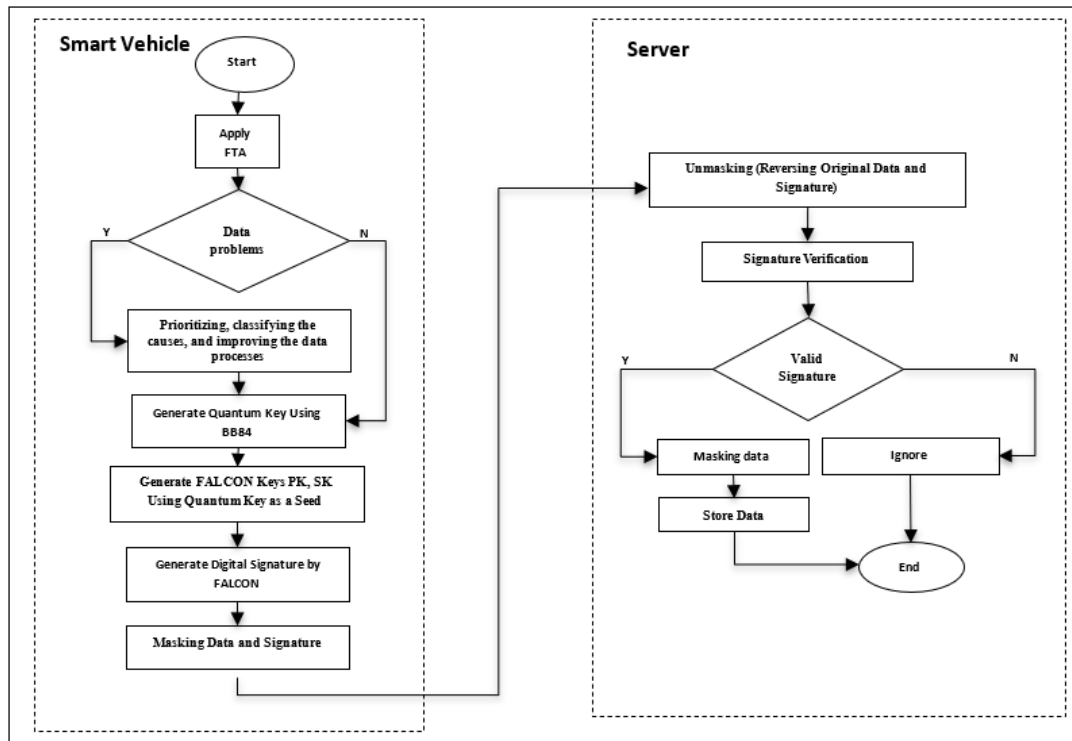 Smart Vehicle
Start
Apply
FTA
Data
problems
Y
N
Prioritizing, classifying the
causes, and improving the data
processes
Generate Quantum Key Using
BB84
Generate FALCON Keys PK, SK
Using Quantum Key as a Seed
Generate Digital Signature by
FALCON
Masking Data and Signature
Server
Unmasking (Reversing Original Data and
Signature)
Signature Verification
Valid
Signature
Y
N
Masking data
Ignore
Store Data
End